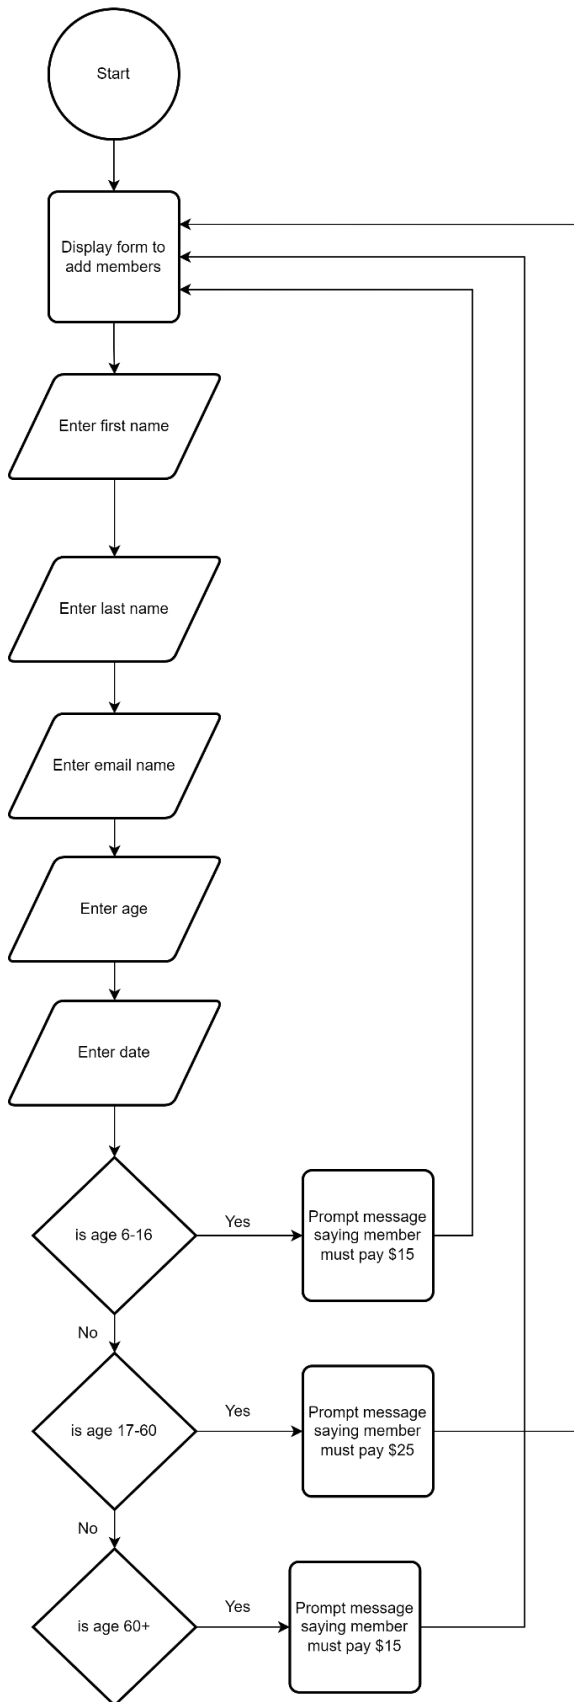 Start
Display form to
add members
Enter first name
Enter last name
Enter email name
Enter age
Enter date
is age 6-16
Yes
Prompt message
saying member
must pay $15
No
is age 17-60
Yes
Prompt message
saying member
must pay $25
No
is age 60+
Yes
Prompt message
saying member
must pay $15